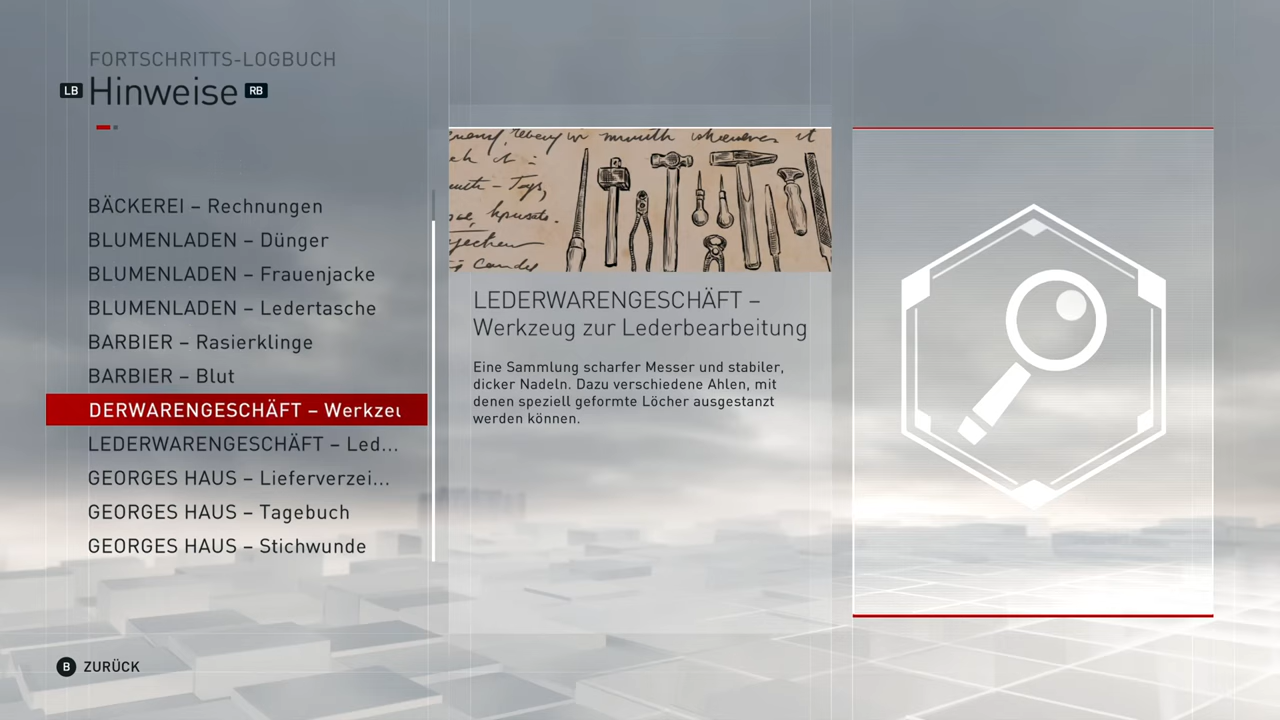 FORTSCHRITTS-LOGBUCH
LB Hinweise RB
BÄCKEREI – Rechnungen
BLUMENLADEN – Dünger
BLUMENLADEN – Frauenjacke
BLUMENLADEN – Ledertasche
BARBIER – Rasierklinge
BARBIER – Blut
DERWARENGESCHÄFT – Werkzeu
LEDERWARENGESCHÄFT – Led...
GEORGES HAUS – Lieferverzei...
GEORGES HAUS – Tagebuch
GEORGES HAUS – Stichwunde
LEDERWARENGESCHÄFT –
Werkzeug zur Lederbearbeitung
Eine Sammlung scharfer Messer und stabiler,
dicker Nadeln. Dazu verschiedene Ahlen, mit
denen speziell geformte Löcher ausgestanzt
werden können.
B ZURÜCK